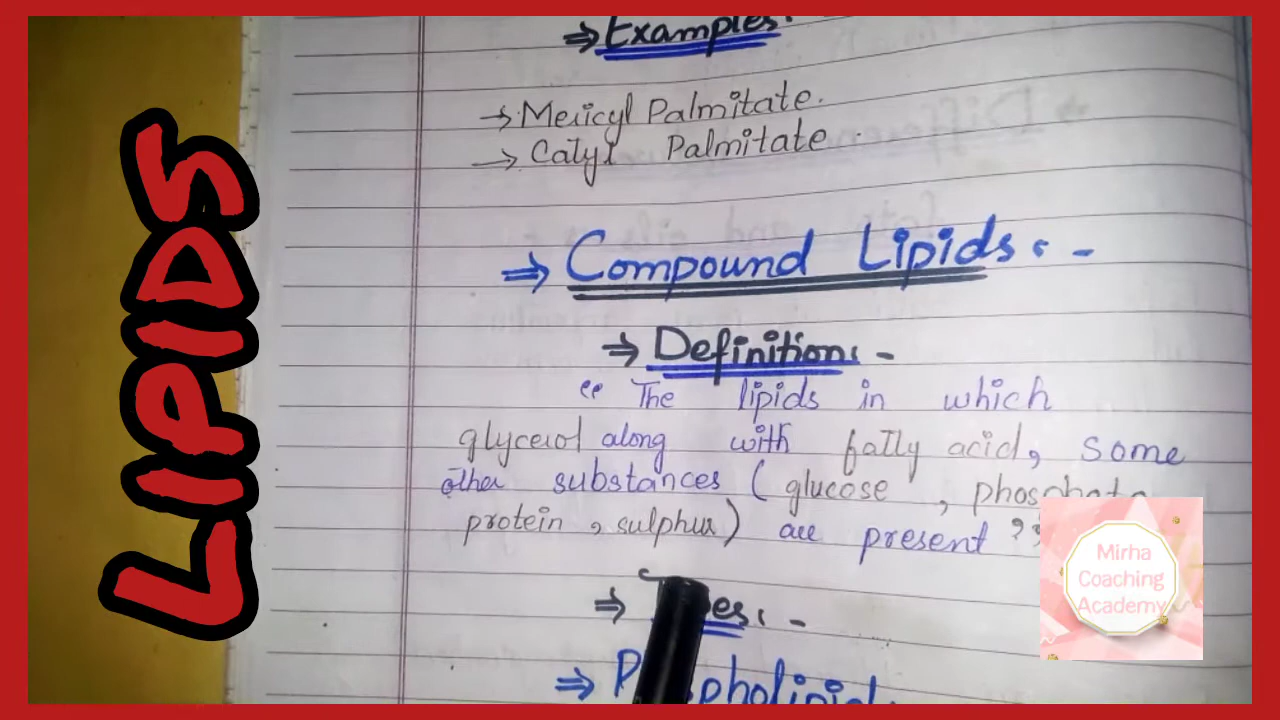 LIPIDS
⇒ Examples:
→ Mericyl Palmitate.
→ Catyl Palmitate.
⇒ Compound Lipids:-
⇒ Definition:-
“The lipids in which
glycerol along with fatty acid, some
other substances (glucose, phosphate
protein, sulphur) are present”
⇒ Types:-
⇒ Phospholipid
Mirha
Coaching
Academy